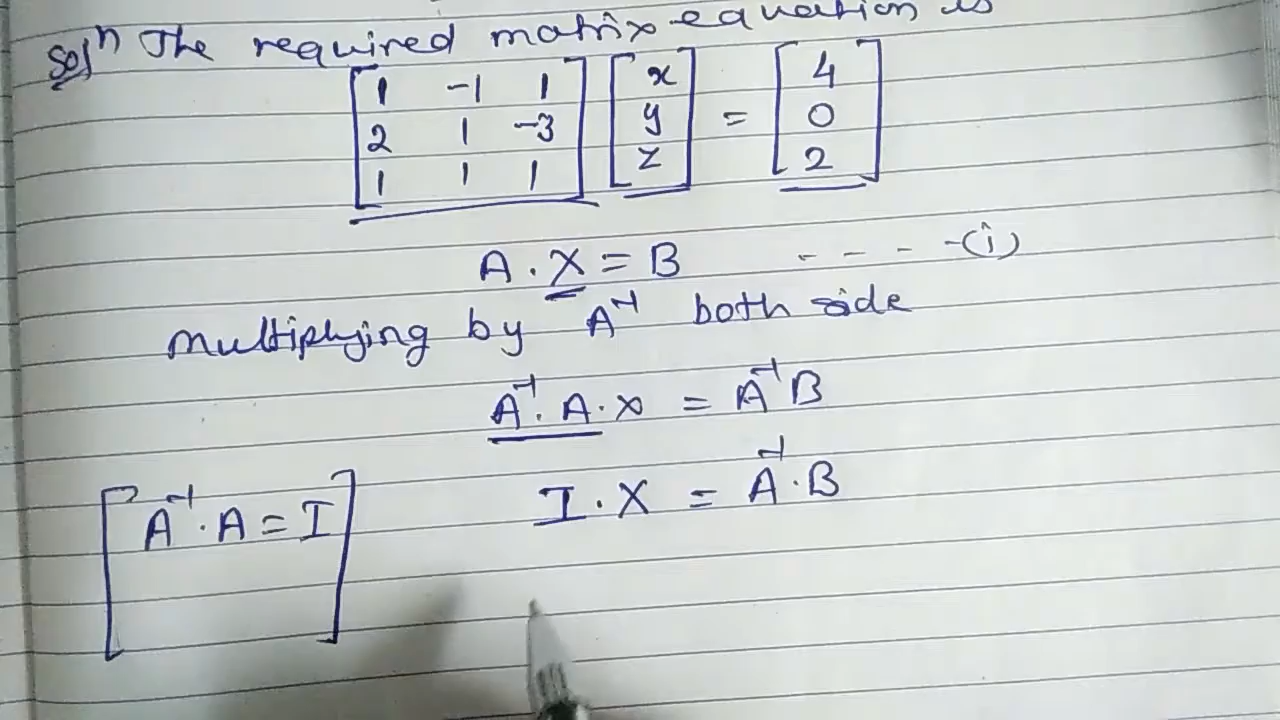 Solⁿ The required matrix equation is
[1 -1 1
2 1 -3
1 1 1] [x
y
z] = [4
0
2]
A . X = B - - - -(i)
Multiplying by A⁻¹ both side
A⁻¹. A. x = A⁻¹B
I . X = A⁻¹. B
[A⁻¹. A = I]